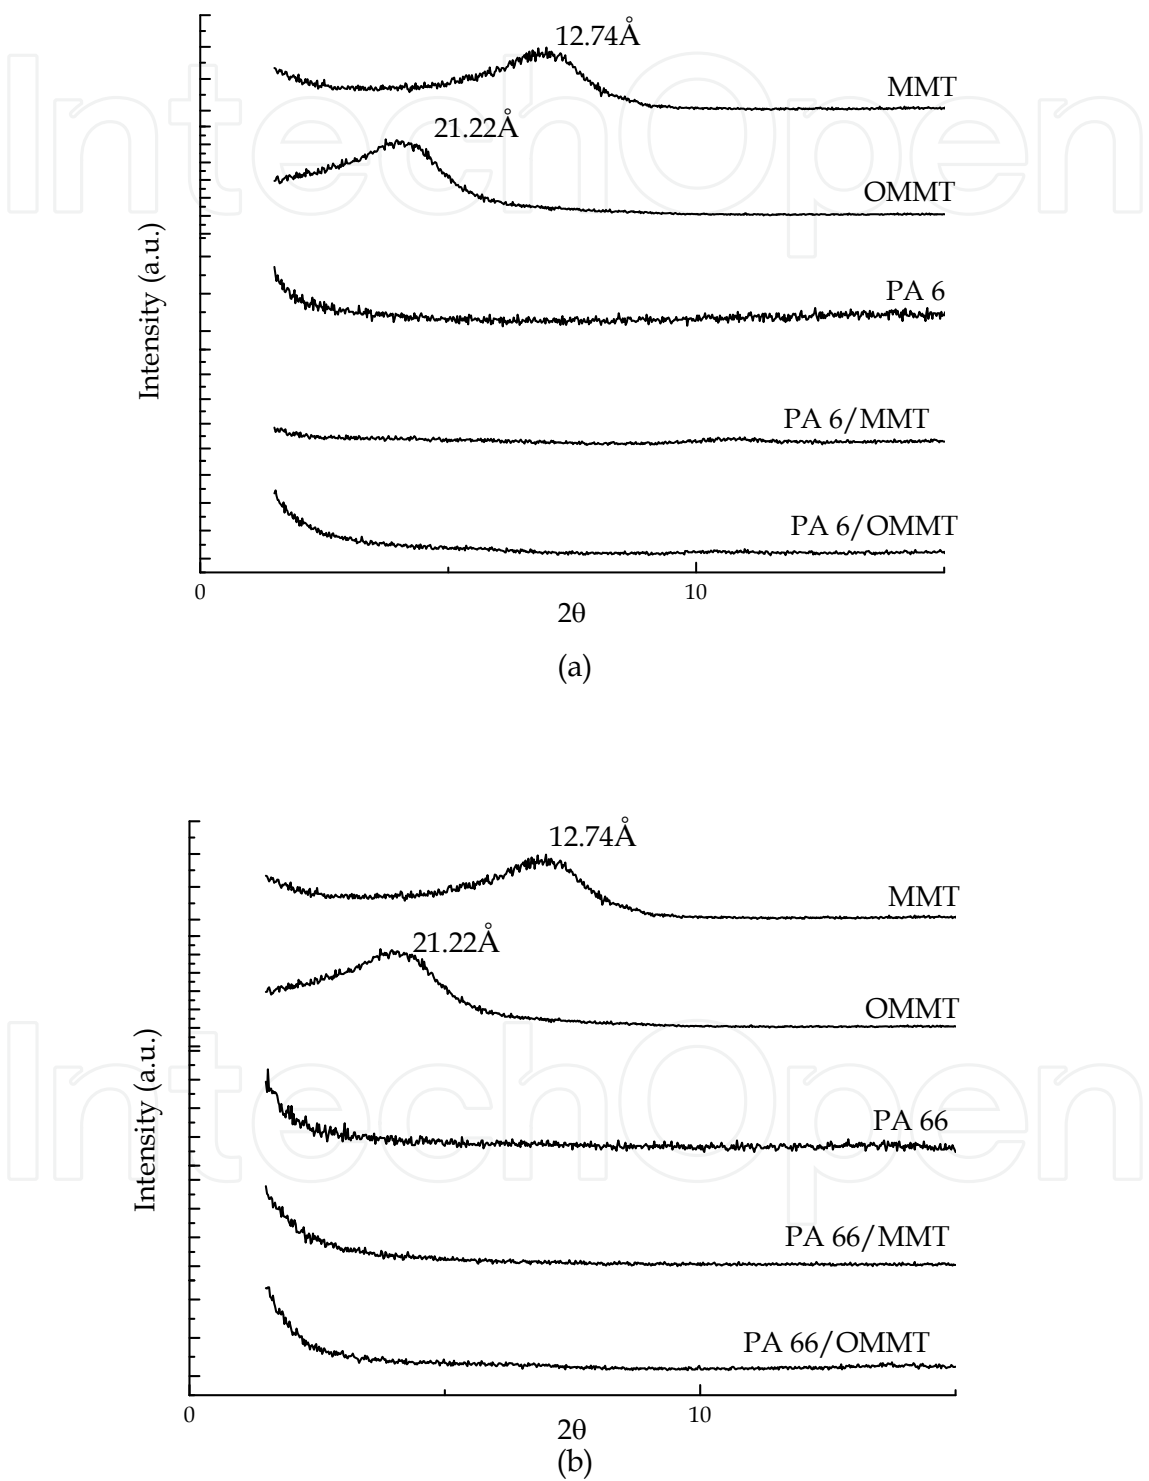 12.74Å
MMT
21.22Å
OMMT
PA 6
PA 6/MMT
PA 6/OMMT
Intensity (a.u.)
0
10
2θ
(a)
12.74Å
MMT
21.22Å
OMMT
PA 66
PA 66/MMT
PA 66/OMMT
Intensity (a.u.)
0
10
2θ
(b)
IntechOpen
IntechOpen